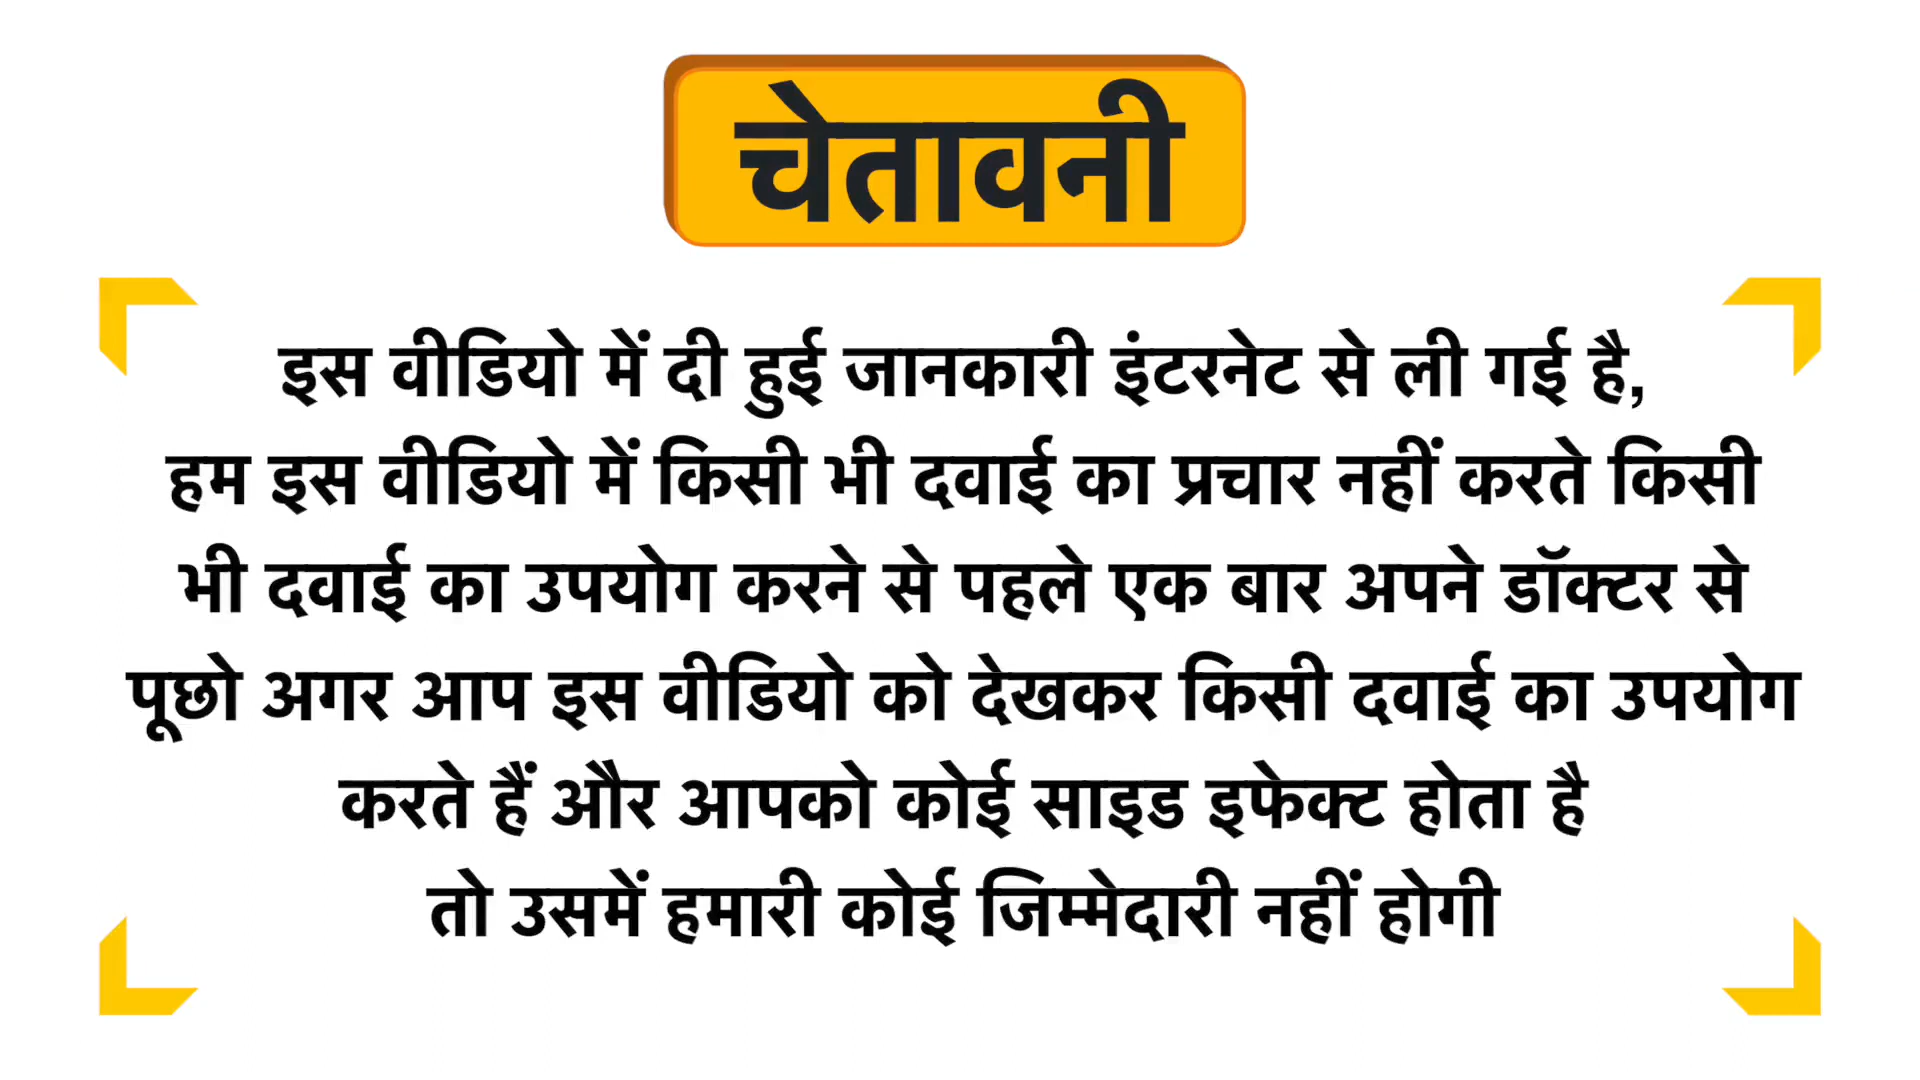 चेतावनी
इस वीडियो में दी हुई जानकारी इंटरनेट से ली गई है,
हम इस वीडियो में किसी भी दवाई का प्रचार नहीं करते किसी
भी दवाई का उपयोग करने से पहले एक बार अपने डॉक्टर से
पूछो अगर आप इस वीडियो को देखकर किसी दवाई का उपयोग
करते हैं और आपको कोई साइड इफेक्ट होता है
तो उसमें हमारी कोई जिम्मेदारी नहीं होगी